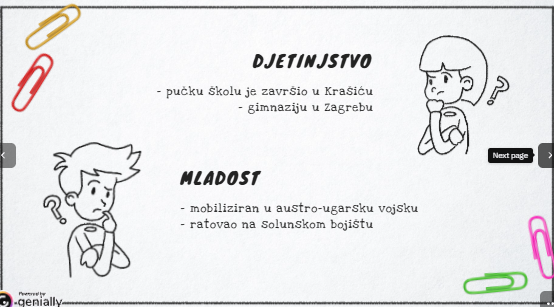 DJETINJSTVO
- pučku školu je završio u Krašiću
- gimnaziju u Zagrebu
?
Next page
MLADOST
?
- mobiliziran u austro-ugarsku vojsku
- ratovao na solunskom bojištu
Powered by
genially